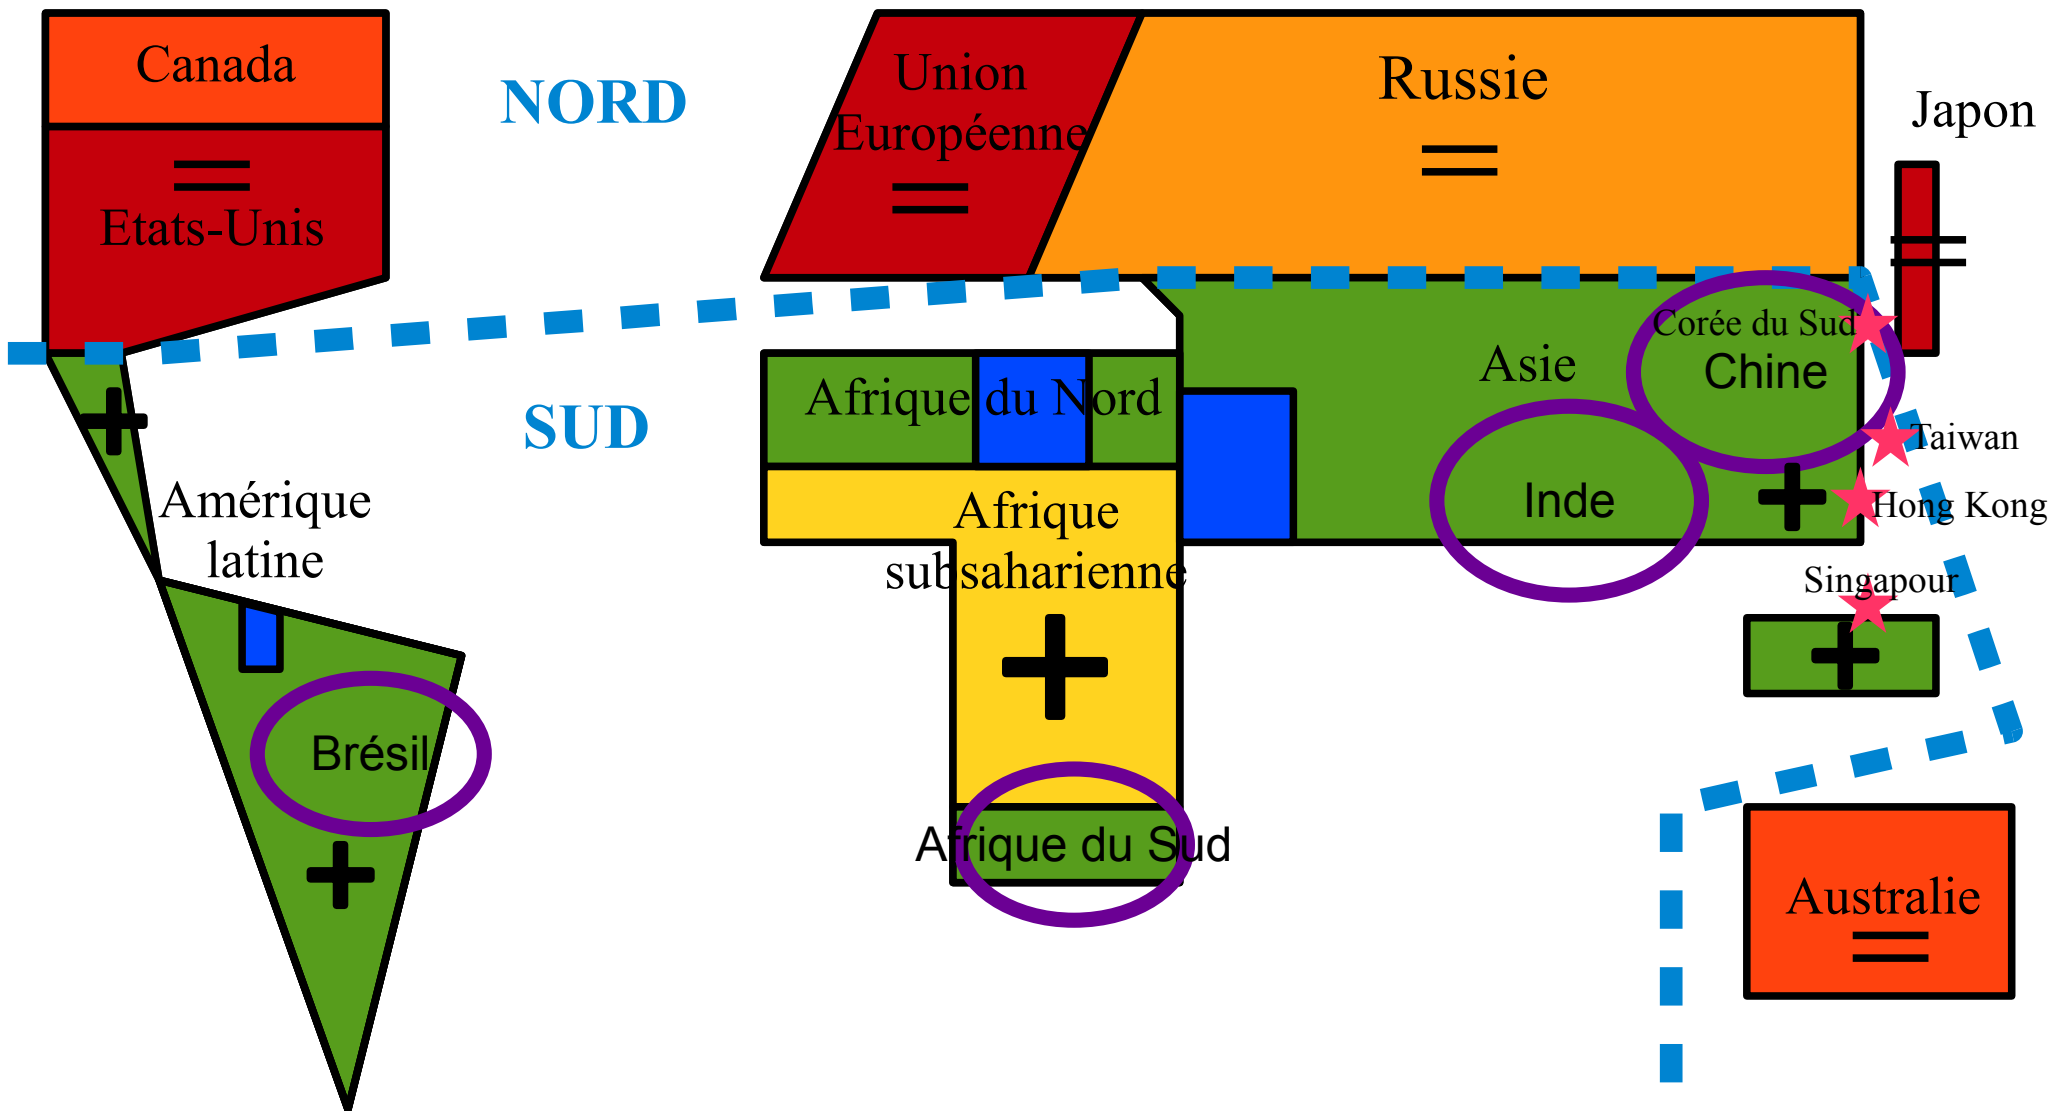 Canada
Etats-Unis
NORD
Union
Européenne
Russie
Japon
SUD
Amérique
latine
Brésil
Afrique du Nord
Afrique
subsaharienne
Afrique du Sud
Asie
Corée du Sud
Chine
Inde
Taiwan
Hong Kong
Singapour
Australie